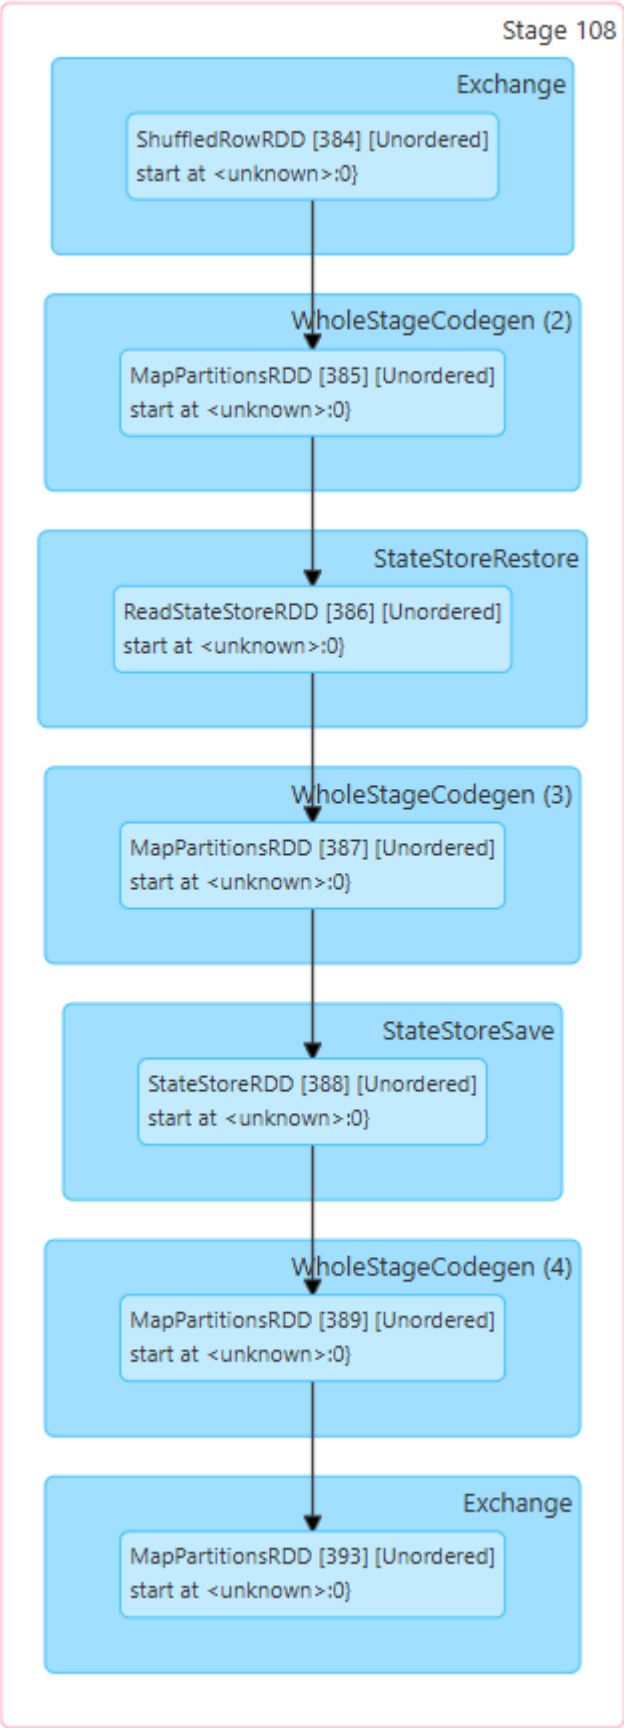 Stage 108
Exchange
ShuffledRowRDD [384] [Unordered]
start at <unknown>:0}
WholeStageCodegen (2)
MapPartitionsRDD [385] [Unordered]
start at <unknown>:0}
StateStoreRestore
ReadStateStoreRDD [386] [Unordered]
start at <unknown>:0}
WholeStageCodegen (3)
MapPartitionsRDD [387] [Unordered]
start at <unknown>:0}
StateStoreSave
StateStoreRDD [388] [Unordered]
start at <unknown>:0}
WholeStageCodegen (4)
MapPartitionsRDD [389] [Unordered]
start at <unknown>:0}
Exchange
MapPartitionsRDD [393] [Unordered]
start at <unknown>:0}